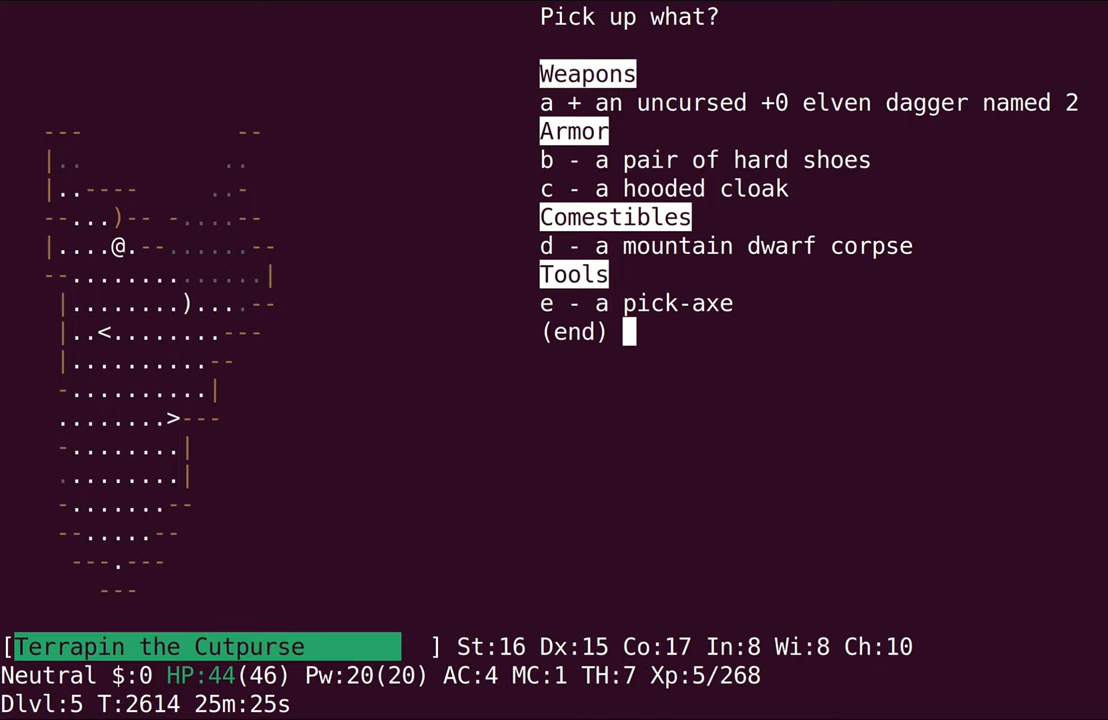 Pick up what?
Weapons
a + an uncursed +0 elven dagger named 2
Armor
b - a pair of hard shoes
c - a hooded cloak
Comestibles
d - a mountain dwarf corpse
Tools
e - a pick-axe
(end)
---            --
|..          ..
|..----     ..-
--...)-- -....--
|....@.--......--
--..............|
|........)....--
|..<........---
|..........--
-..........|
........>---
-........|
.........|
-.......--
--.....--
---.---
---
[Terrapin the Cutpurse         ] St:16 Dx:15 Co:17 In:8 Wi:8 Ch:10
Neutral $:0 HP:44(46) Pw:20(20) AC:4 MC:1 TH:7 Xp:5/268
Dlvl:5 T:2614 25m:25s